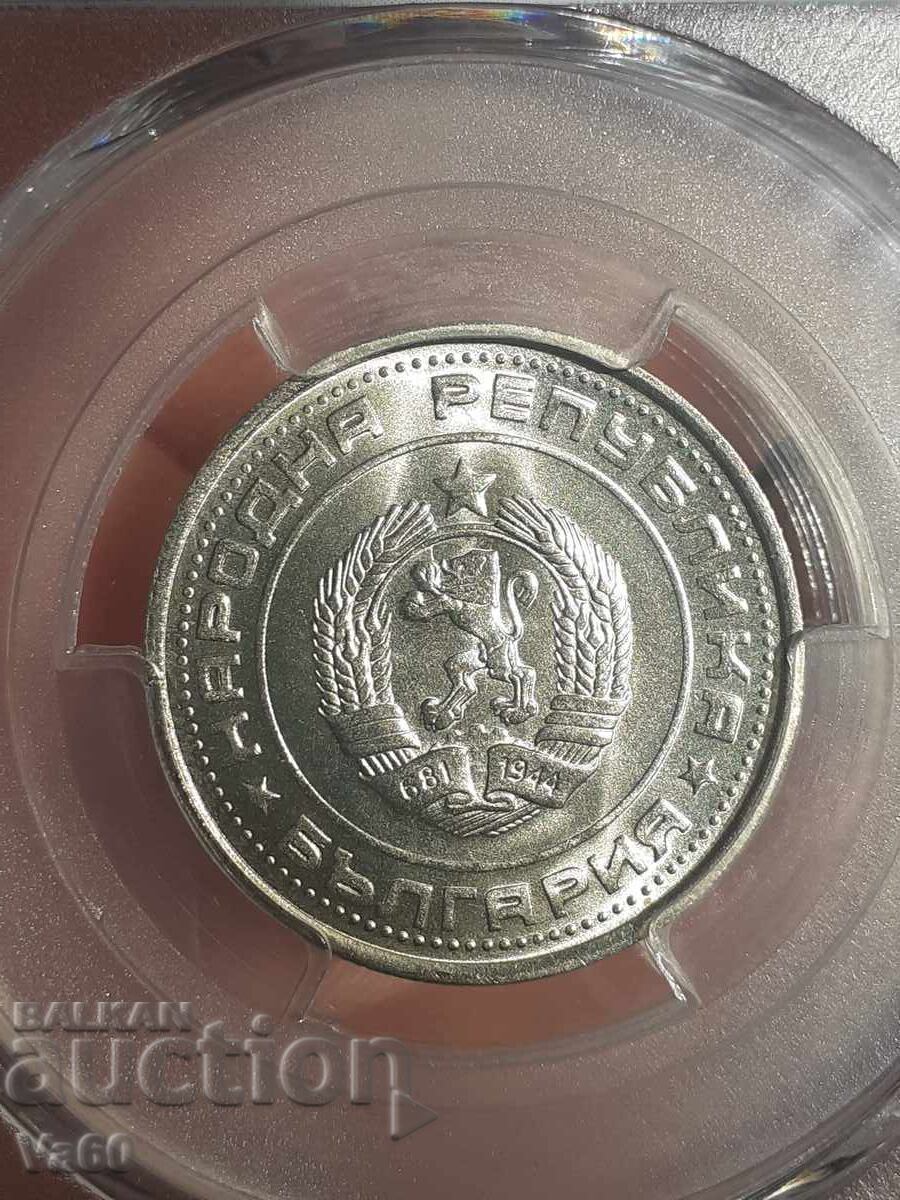 НАРОДНА РЕПУБЛИКА
БЪЛГАРИЯ
681 1944
BALKAN
auction
Va60